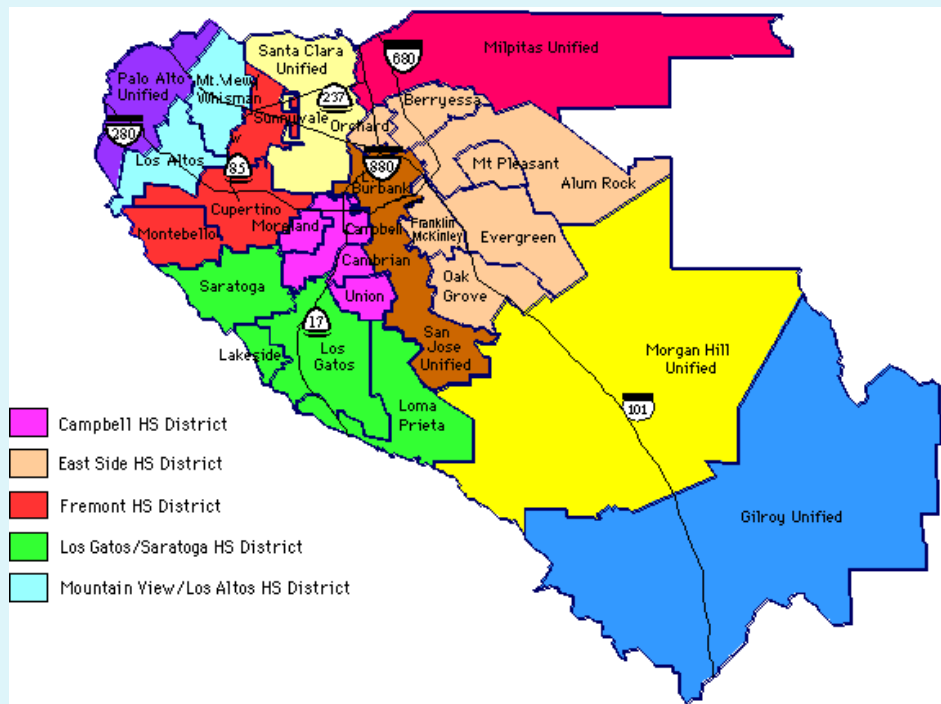 Santa Clara
Unified
Milpitas Unified
680
Palo Alto
Unified
Mt. View
Whisman
237
Berryessa
Sunnyvale
Orchard
280
Los Altos
85
880
Mt Pleasant
Alum Rock
Burbank
Cupertino
Montebello
Moreland
Campbell
Franklin
McKinley
Evergreen
Cambrian
Saratoga
Union
Oak
Grove
17
Lakeside
Los
Gatos
San
Jose
Unified
Morgan Hill
Unified
Loma
Prieta
101
Gilroy Unified
Campbell HS District
East Side HS District
Fremont HS District
Los Gatos/Saratoga HS District
Mountain View/Los Altos HS District